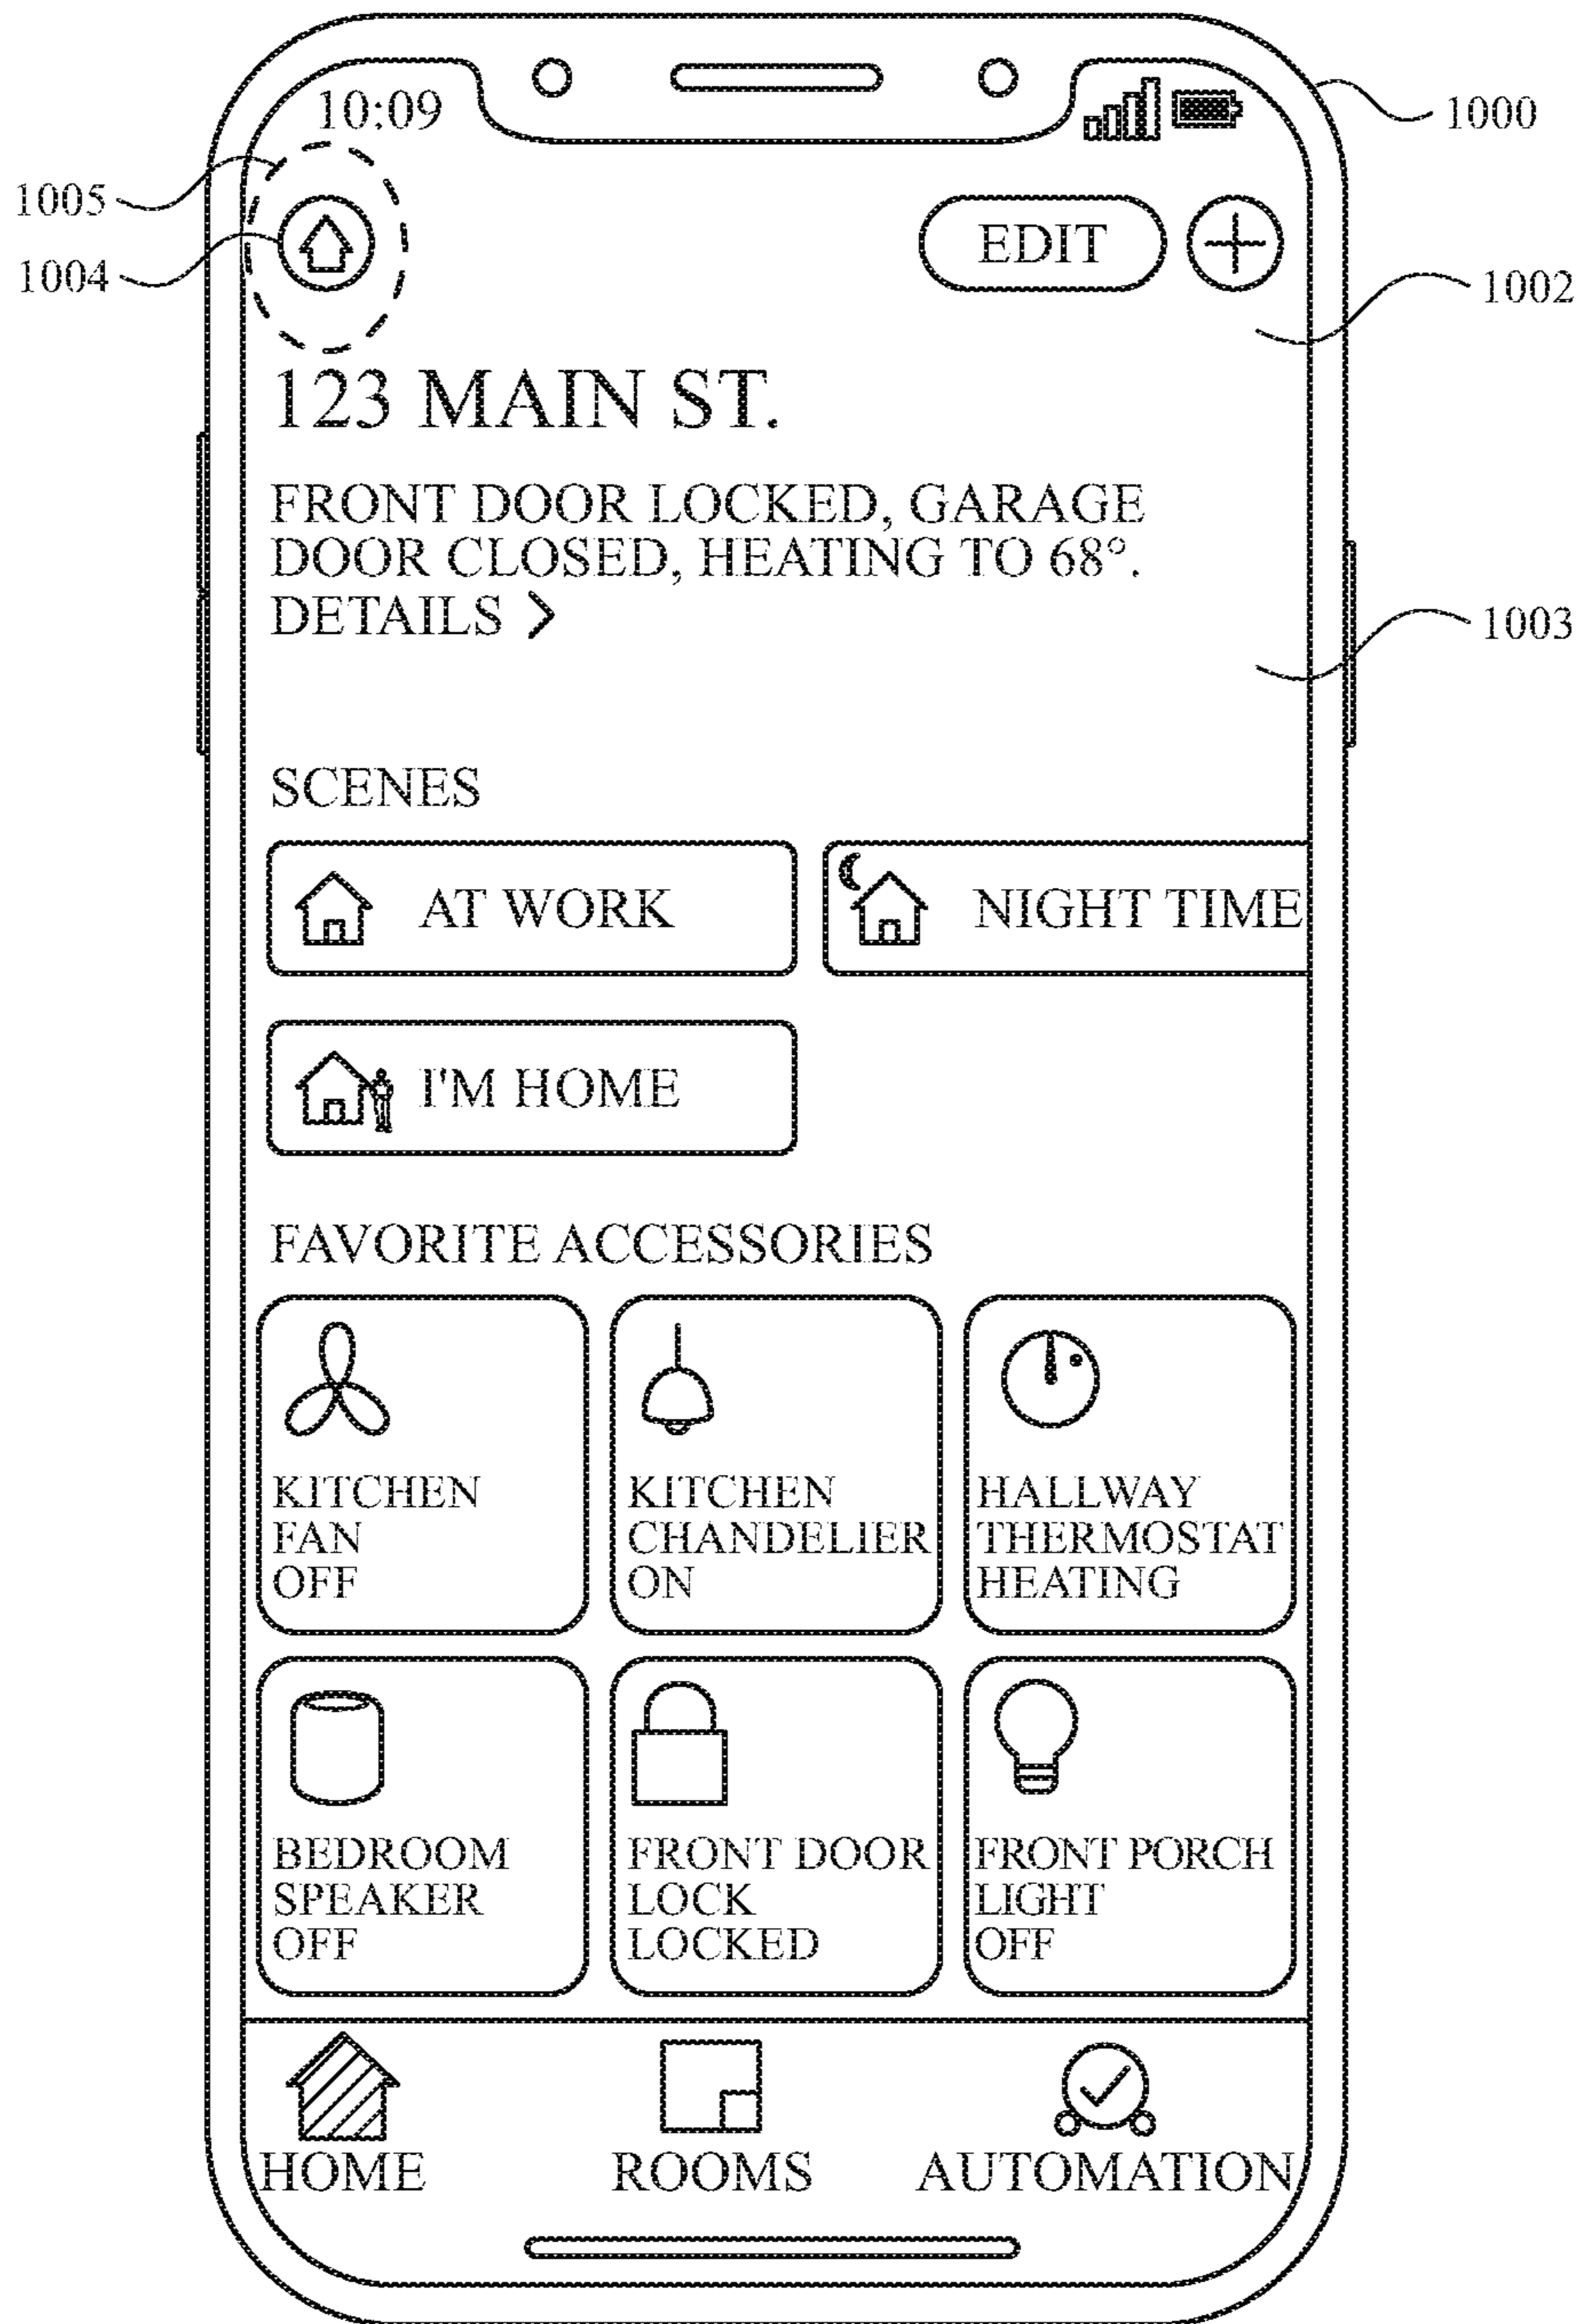 10:09
1000
1005
1004
EDIT
1002
123 MAIN ST.
FRONT DOOR LOCKED, GARAGE
DOOR CLOSED, HEATING TO 68°.
DETAILS >
1003
SCENES
AT WORK
NIGHT TIME
I'M HOME
FAVORITE ACCESSORIES
KITCHEN
FAN
OFF
KITCHEN
CHANDELIER
ON
HALLWAY
THERMOSTAT
HEATING
BEDROOM
SPEAKER
OFF
FRONT DOOR
LOCK
LOCKED
FRONT PORCH
LIGHT
OFF
HOME
ROOMS
AUTOMATION